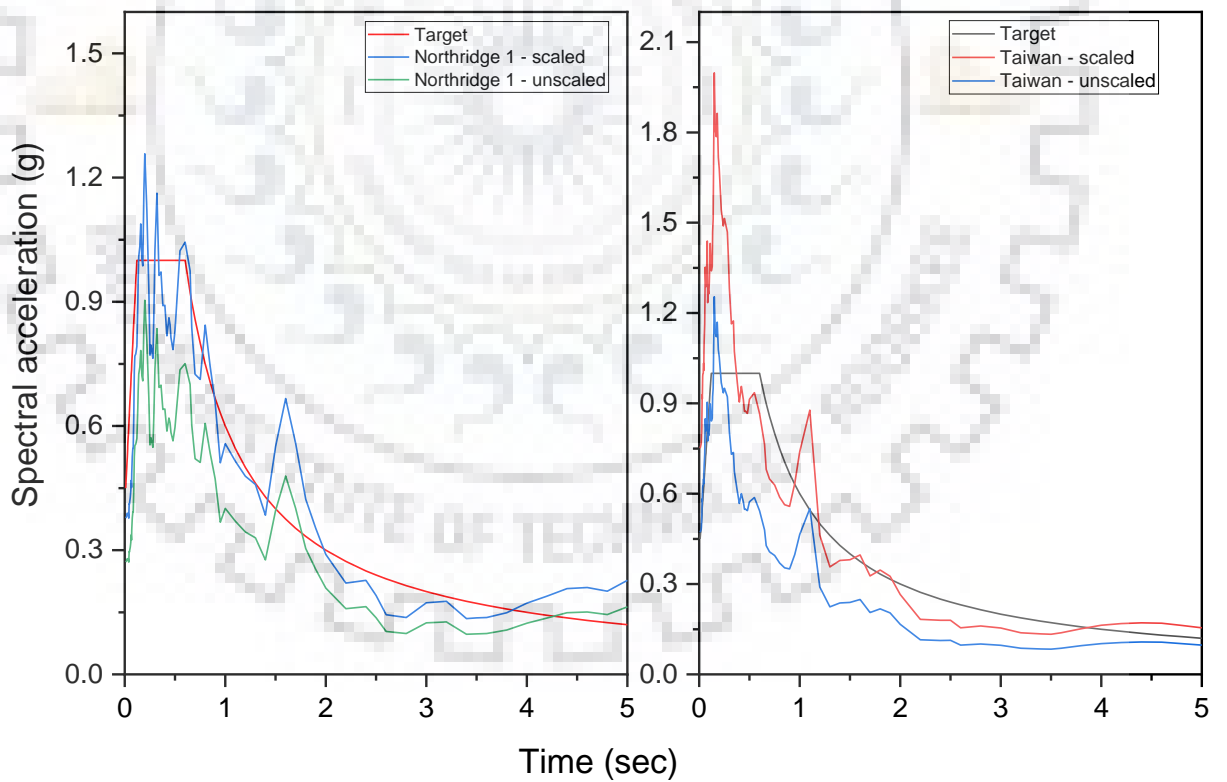 Target
Northridge 1 - scaled
Northridge 1 - unscaled
1.5
1.2
0.9
0.6
0.3
0.0
0 1 2 3 4 5
Spectral acceleration (g)
Target
Taiwan - scaled
Taiwan - unscaled
2.1
1.8
1.5
1.2
0.9
0.6
0.3
0.0
0 1 2 3 4 5
Time (sec)